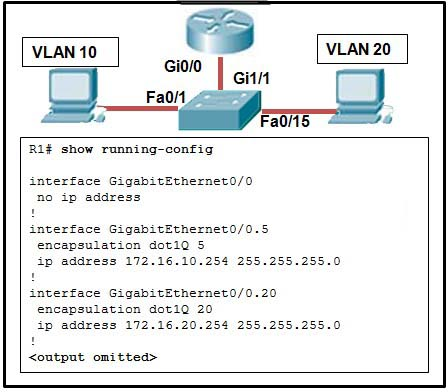 VLAN 10
VLAN 20
Gi0/0
Gi1/1
Fa0/1
Fa0/15
R1# show running-config
interface GigabitEthernet0/0
no ip address
!
interface GigabitEthernet0/0.5
encapsulation dot1Q 5
ip address 172.16.10.254 255.255.255.0
!
interface GigabitEthernet0/0.20
encapsulation dot1Q 20
ip address 172.16.20.254 255.255.255.0
!
<output omitted>